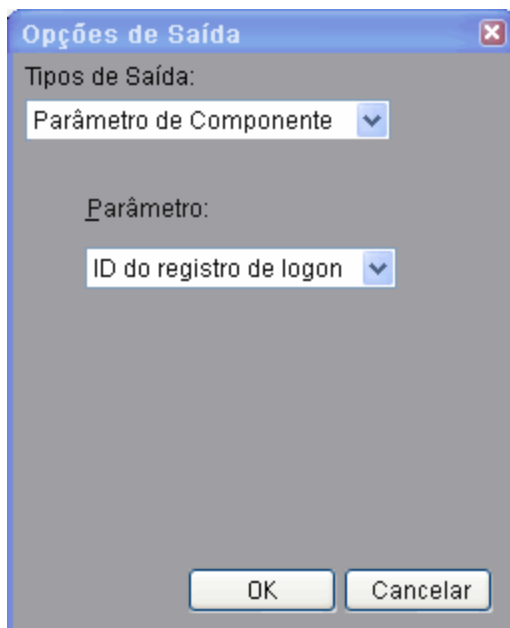 Opções de Saída
Tipos de Saída:
Parâmetro de Componente
Parâmetro:
ID do registro de logon
OK
Cancelar